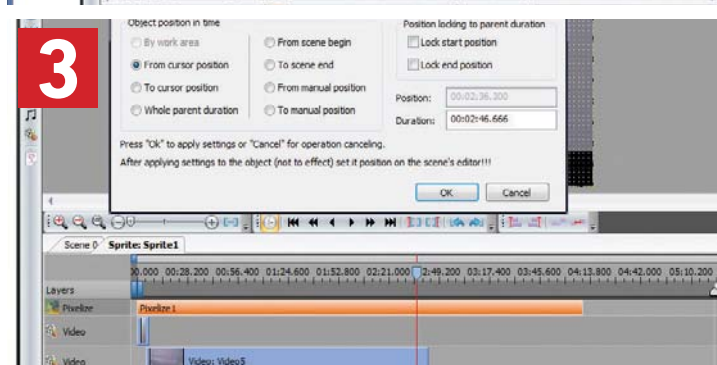 3
Object position in time
Position locking to parent duration
By work area
From scene begin
Lock start position
From cursor position
To scene end
Lock end position
To cursor position
From manual position
Position: 00:02:36.200
Whole parent duration
To manual position
Duration: 00:02:46.666
Press "Ok" to apply settings or "Cancel" for operation canceling.
After applying settings to the object (not to effect) set it position on the scene's editor!!!
OK
Cancel
Scene 0
Sprite: Sprite1
00.000 00:28.200 00:56.400 01:24.600 01:52.800 02:21.000 2:49.200 03:17.400 03:45.600 04:13.800 04:42.000 05:10.200
Layers
Pixelize
Pixelize 1
Video
Video
Video: Video5